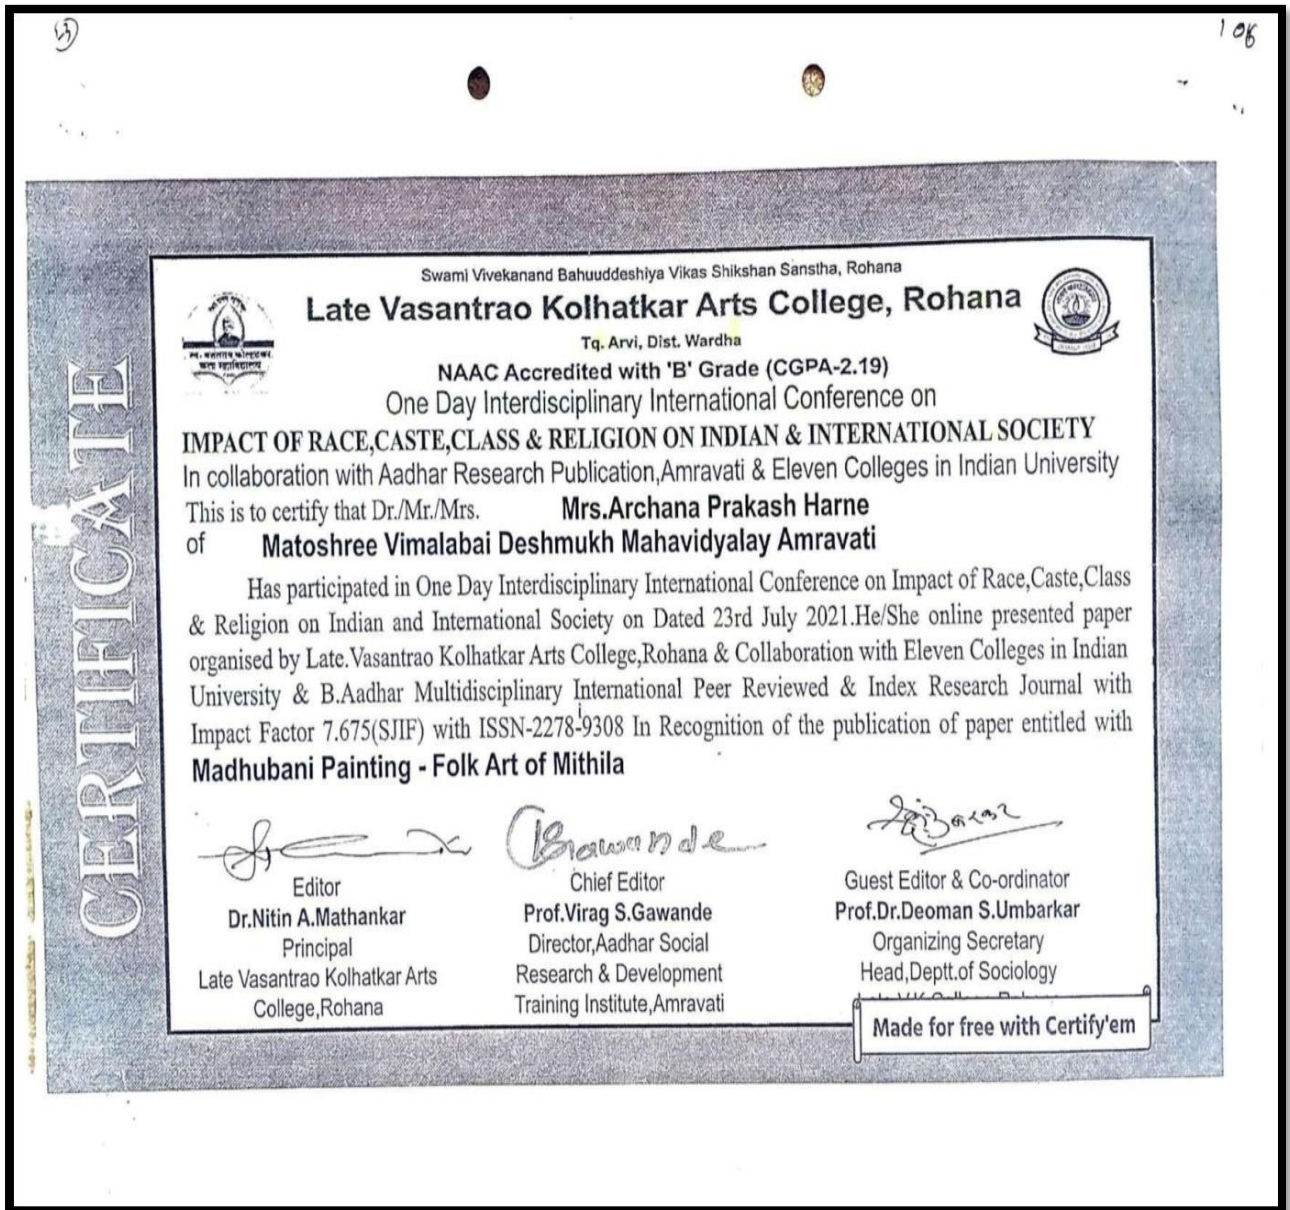 108
Swami Vivekanand Bahuuddeshiya Vikas Shikshan Sanstha, Rohana
Late Vasantrao Kolhatkar Arts College, Rohana
Tq. Arvi, Dist. Wardha
NAAC Accredited with 'B' Grade (CGPA-2.19)
One Day Interdisciplinary International Conference on
IMPACT OF RACE,CASTE,CLASS & RELIGION ON INDIAN & INTERNATIONAL SOCIETY
In collaboration with Aadhar Research Publication,Amravati & Eleven Colleges in Indian University
This is to certify that Dr./Mr./Mrs. Mrs.Archana Prakash Harne
of Matoshree Vimalabai Deshmukh Mahavidyalay Amravati
Has participated in One Day Interdisciplinary International Conference on Impact of Race,Caste,Class
& Religion on Indian and International Society on Dated 23rd July 2021.He/She online presented paper
organised by Late.Vasantrao Kolhatkar Arts College,Rohana & Collaboration with Eleven Colleges in Indian
University & B.Aadhar Multidisciplinary International Peer Reviewed & Index Research Journal with
Impact Factor 7.675(SJIF) with ISSN-2278-9308 In Recognition of the publication of paper entitled with
Madhubani Painting - Folk Art of Mithila
Editor
Dr.Nitin A.Mathankar
Principal
Late Vasantrao Kolhatkar Arts
College,Rohana
Chief Editor
Prof.Virag S.Gawande
Director,Aadhar Social
Research & Development
Training Institute,Amravati
Guest Editor & Co-ordinator
Prof.Dr.Deoman S.Umbarkar
Organizing Secretary
Head,Deptt.of Sociology
Made for free with Certify'em
CERTIFICATE